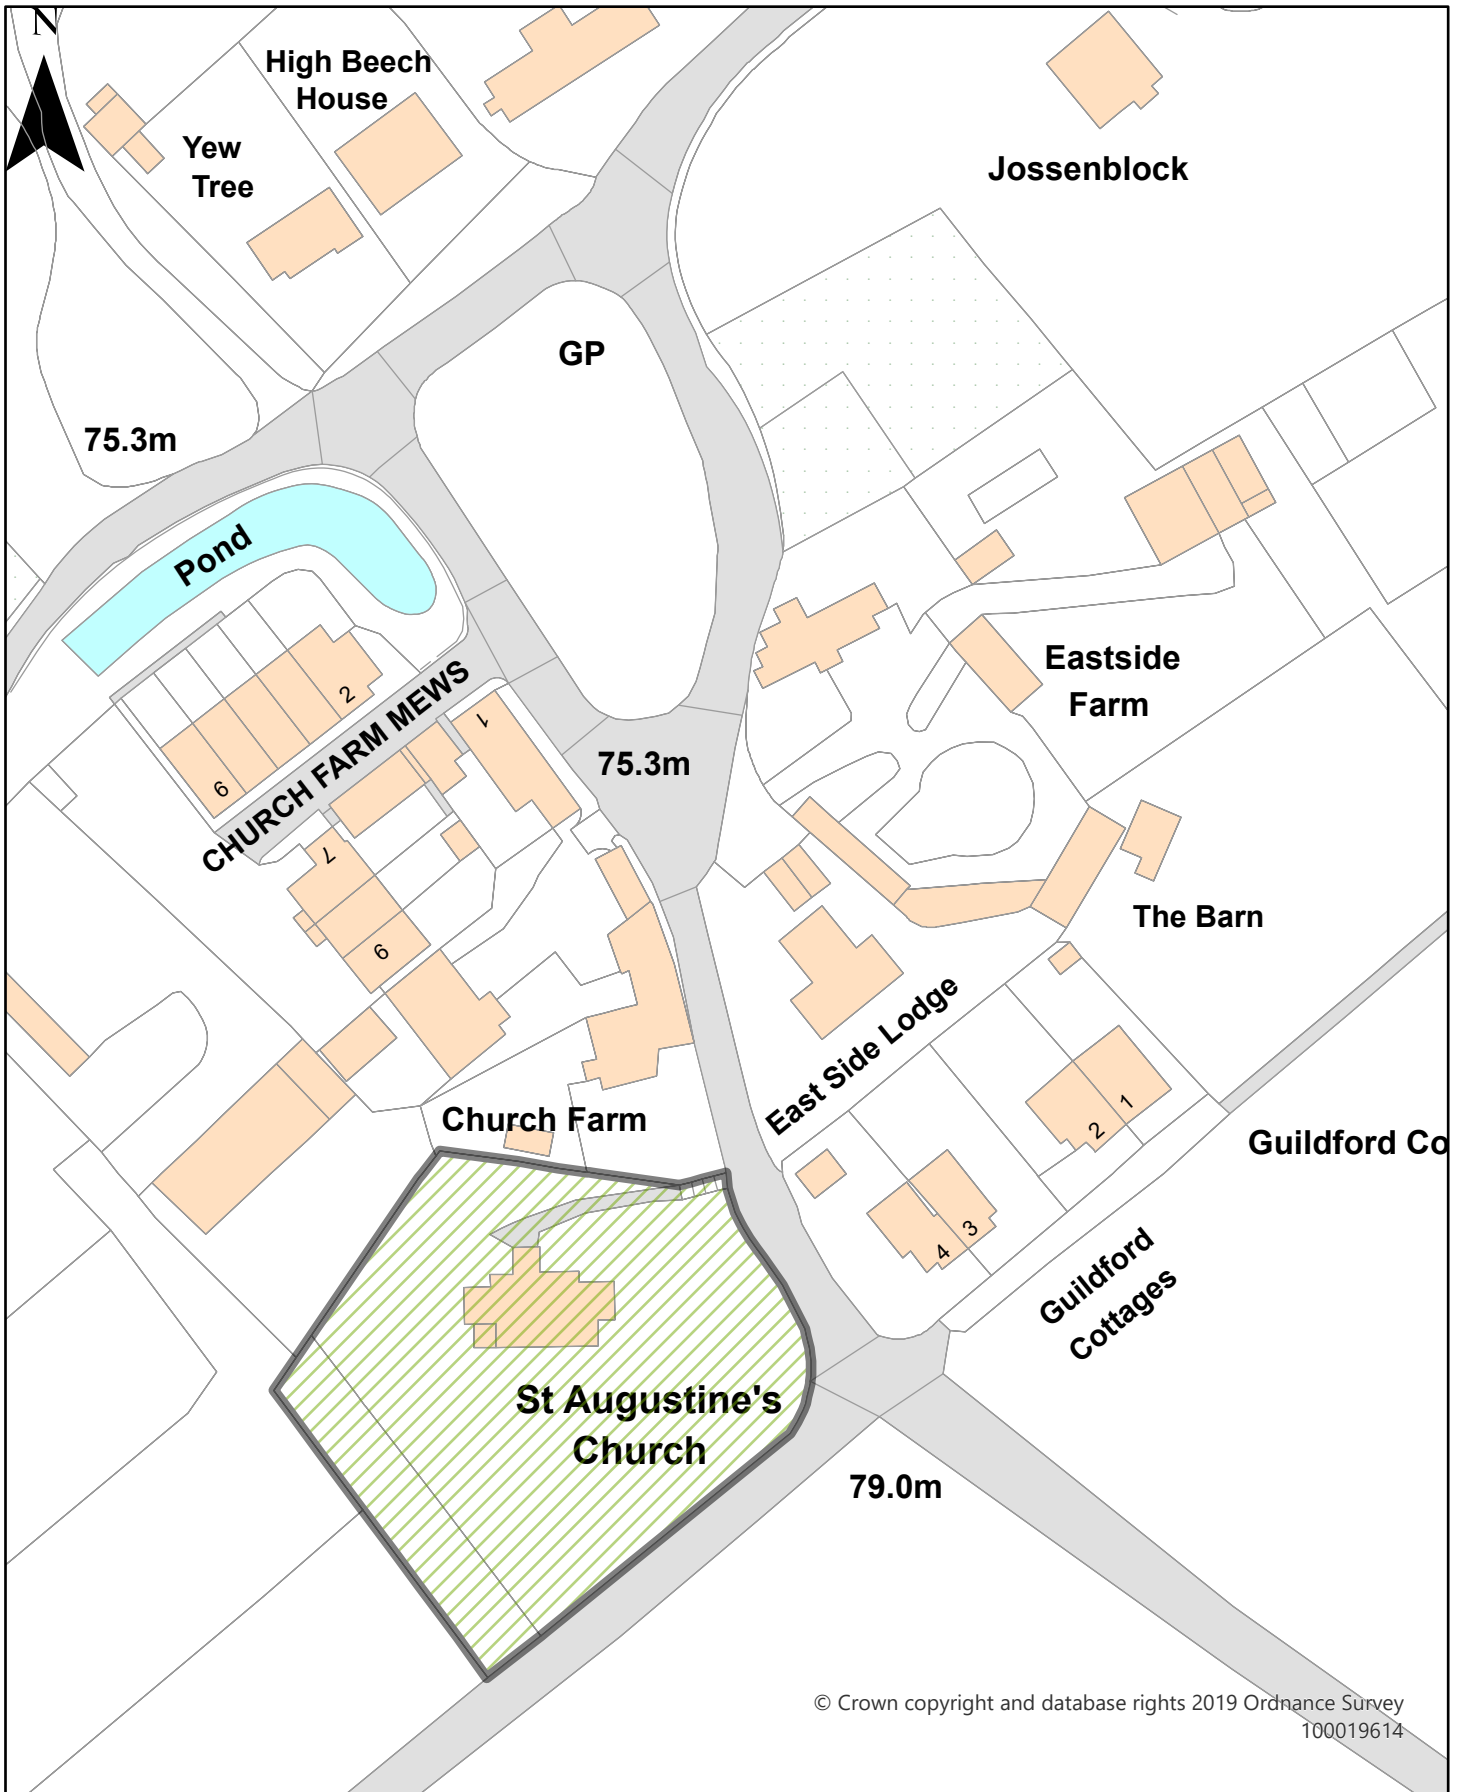 N
High Beech
House
Yew
Tree
Jossenblock
GP
75.3m
Pond
2
6
CHURCH FARM MEWS
1
75.3m
Eastside
Farm
7
9
The Barn
East Side Lodge
Church Farm
1
2
3
4
Guildford Co
Guildford
Cottages
St Augustine's
Church
79.0m
© Crown copyright and database rights 2019 Ordnance Survey
100019614